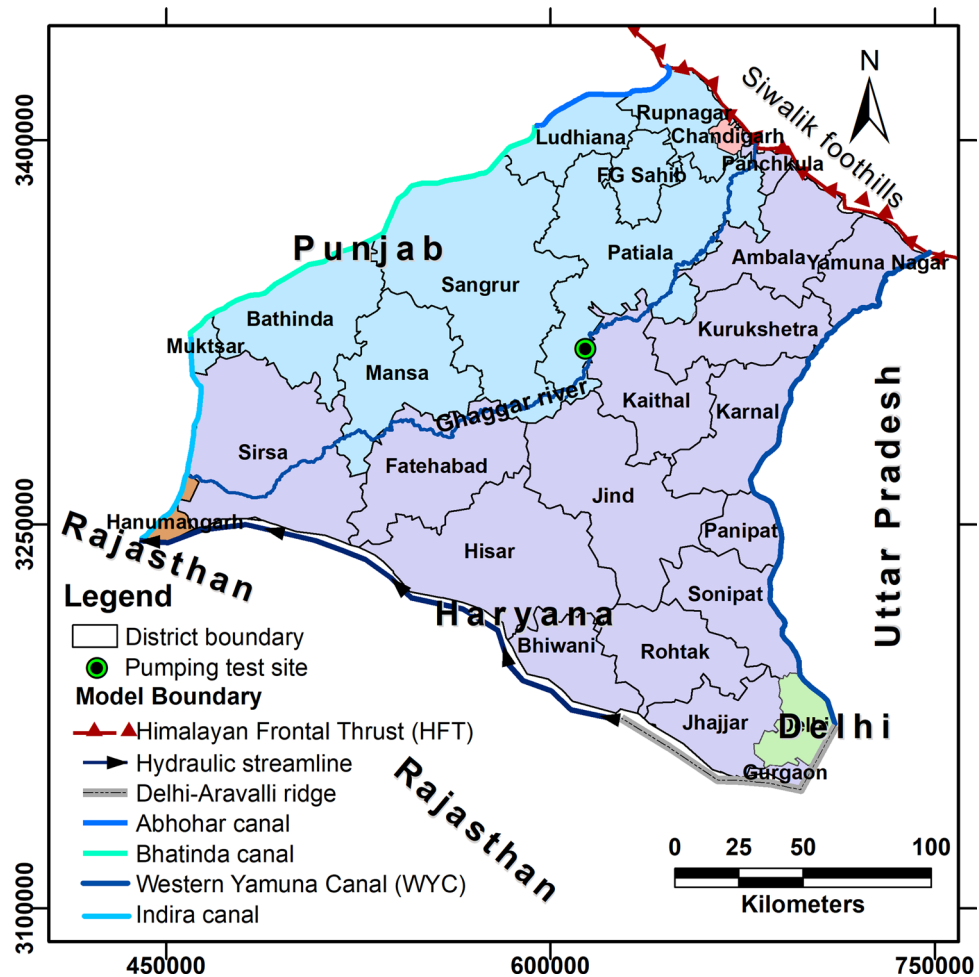 N
Siwalik foothills
Rupnagar
Ludhiana
Chandigarh
Panchkula
FG Sahib
Punjab
Patiala
Ambala
Yamuna Nagar
Sangrur
Bathinda
Kurukshetra
Muktsar
Mansa
Ghaggar river
Kaithal
Karnal
Uttar Pradesh
Sirsa
Fatehabad
Jind
Hanumangarh
Panipat
Rajasthan
Hisar
Sonipat
Haryana
Bhiwani
Rohtak
Jhajjar
Delhi
Delhi
Gurgaon
Rajasthan
Legend
District boundary
Pumping test site
Model Boundary
Himalayan Frontal Thrust (HFT)
Hydraulic streamline
Delhi-Aravalli ridge
Abhohar canal
Bhatinda canal
Western Yamuna Canal (WYC)
Indira canal
0 25 50 100
Kilometers
3400000
3250000
3100000
450000 600000 750000